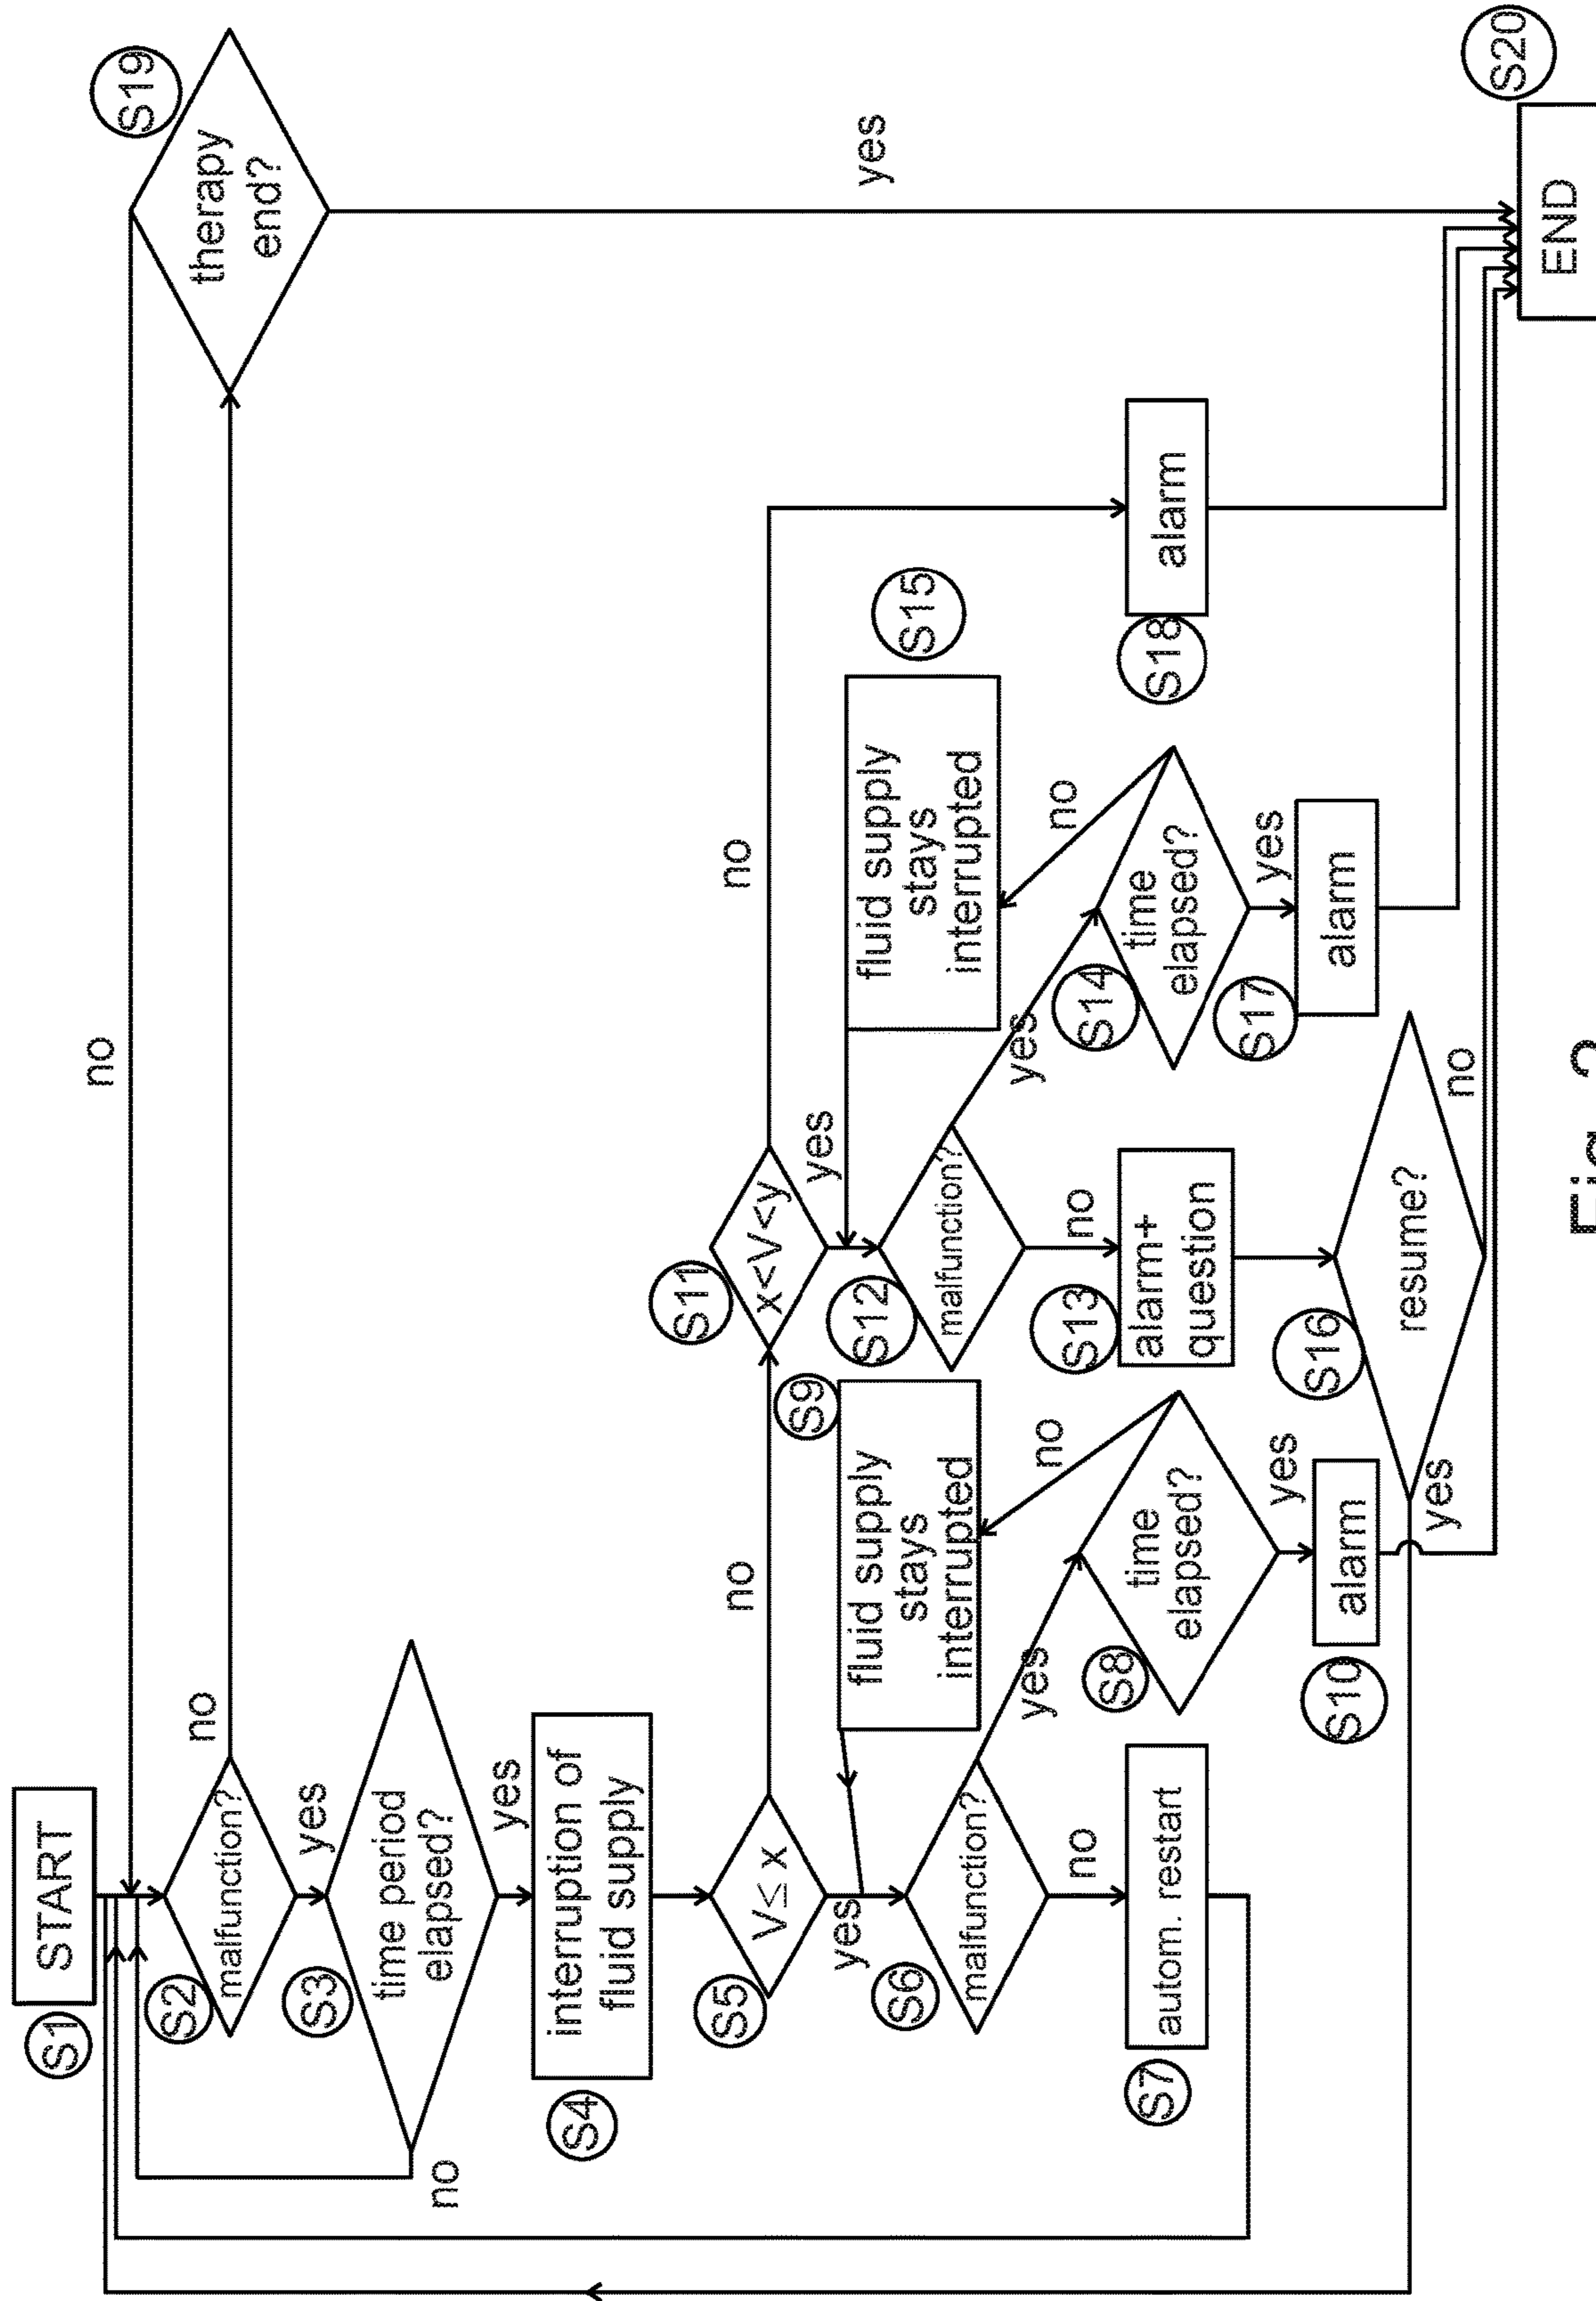 START
S1
malfunction?
S2
no
yes
time period
elapsed?
S3
no
yes
interruption of
fluid supply
S4
V≤ x
S5
no
yes
malfunction?
S6
yes
no
autom. restart
S7
time
elapsed?
S8
no
yes
fluid supply
stays
interrupted
S9
alarm
S10
x<V<y
S11
no
yes
malfunction?
S12
yes
no
alarm+
question
S13
time
elapsed?
S14
no
yes
fluid supply
stays
interrupted
S15
resume?
S16
yes
no
alarm
S17
alarm
S18
therapy
end?
S19
no
yes
END
S20
Fig.